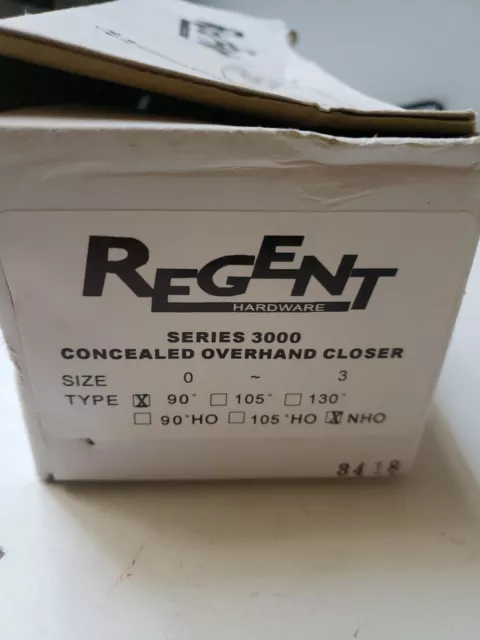 REGENT
HARDWARE
SERIES 3000
CONCEALED OVERHAND CLOSER
SIZE 0 ~ 3
TYPE ☒ 90° ☐ 105° ☐ 130°
☐ 90°HO ☐ 105°HO ☒ NHO
3418